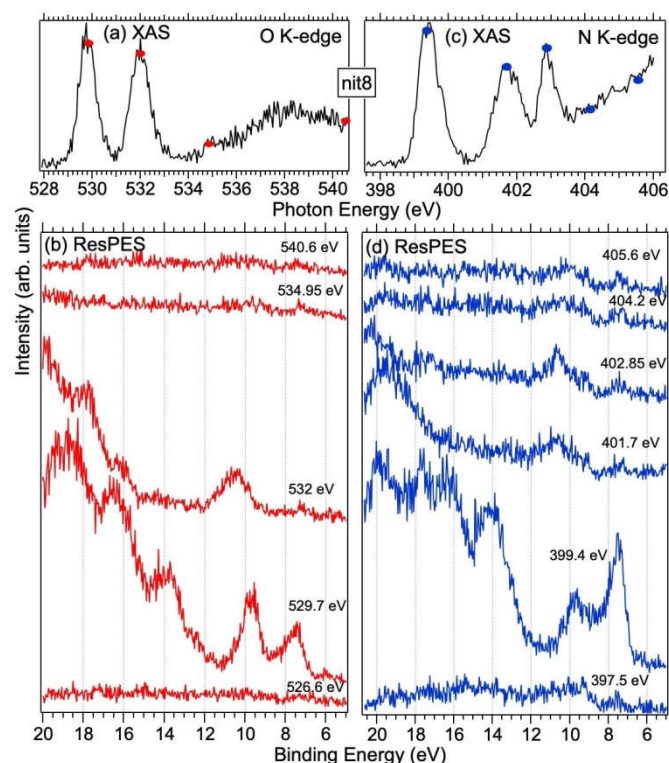 (a) XAS O K-edge
(c) XAS N K-edge
nit8
528 530 532 534 536 538 540
398 400 402 404 406
Photon Energy (eV)
Intensity (arb. units)
(b) ResPES
540.6 eV
534.95 eV
532 eV
529.7 eV
526.6 eV
(d) ResPES
405.6 eV
404.2 eV
402.85 eV
401.7 eV
399.4 eV
397.5 eV
20 18 16 14 12 10 8 6
20 18 16 14 12 10 8 6
Binding Energy (eV)